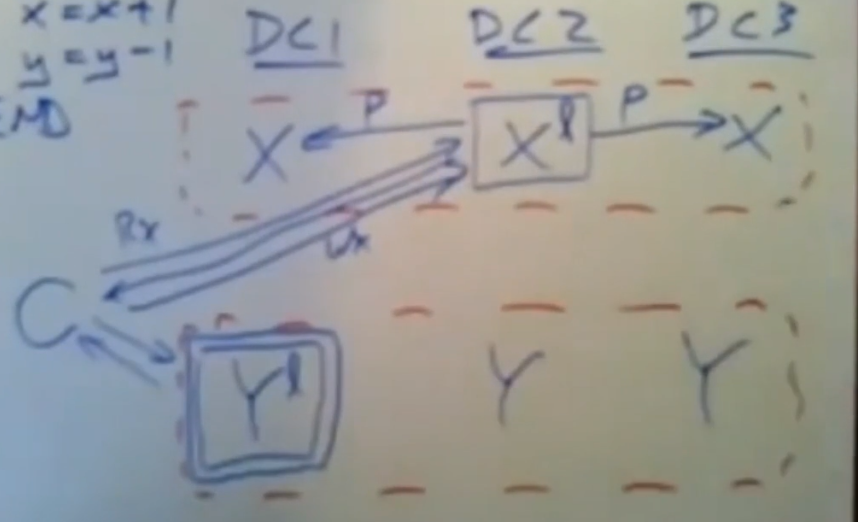 x = x + 1
y = y - 1
END
DC1 DC2 DC3
X P X l P X
Rx
Wx
C
Y l Y Y